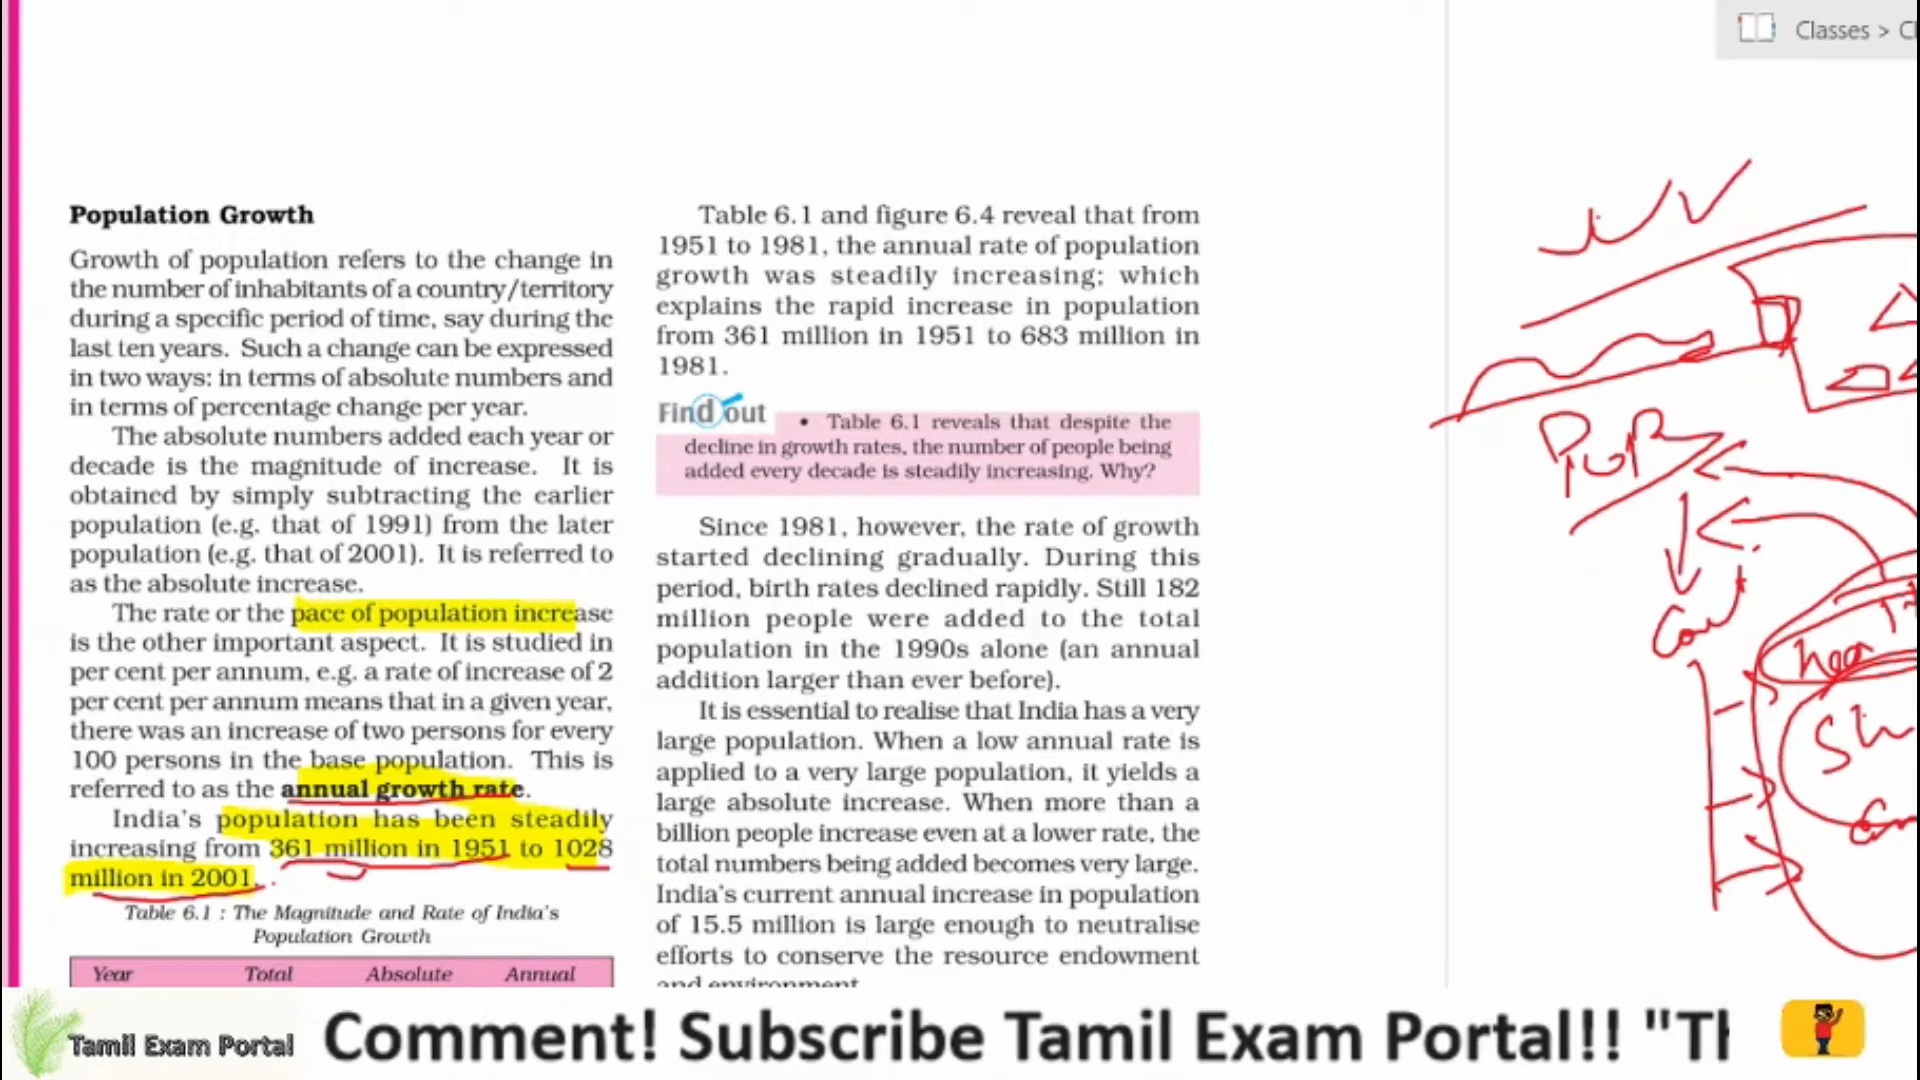 Classes >
Population Growth
Growth of population refers to the change in
the number of inhabitants of a country/territory
during a specific period of time, say during the
last ten years. Such a change can be expressed
in two ways: in terms of absolute numbers and
in terms of percentage change per year.
The absolute numbers added each year or
decade is the magnitude of increase. It is
obtained by simply subtracting the earlier
population (e.g. that of 1991) from the later
population (e.g. that of 2001). It is referred to
as the absolute increase.
The rate or the pace of population increase
is the other important aspect. It is studied in
per cent per annum, e.g. a rate of increase of 2
per cent per annum means that in a given year,
there was an increase of two persons for every
100 persons in the base population. This is
referred to as the annual growth rate.
India's population has been steadily
increasing from 361 million in 1951 to 1028
million in 2001.
Table 6.1 : The Magnitude and Rate of India's
Population Growth
Year Total Absolute Annual
Table 6.1 and figure 6.4 reveal that from
1951 to 1981, the annual rate of population
growth was steadily increasing; which
explains the rapid increase in population
from 361 million in 1951 to 683 million in
1981.
Find out
• Table 6.1 reveals that despite the
decline in growth rates, the number of people being
added every decade is steadily increasing. Why?
Since 1981, however, the rate of growth
started declining gradually. During this
period, birth rates declined rapidly. Still 182
million people were added to the total
population in the 1990s alone (an annual
addition larger than ever before).
It is essential to realise that India has a very
large population. When a low annual rate is
applied to a very large population, it yields a
large absolute increase. When more than a
billion people increase even at a lower rate, the
total numbers being added becomes very large.
India's current annual increase in population
of 15.5 million is large enough to neutralise
efforts to conserve the resource endowment
and environment
Tamil Exam Portal
Comment! Subscribe Tamil Exam Portal!! "Th